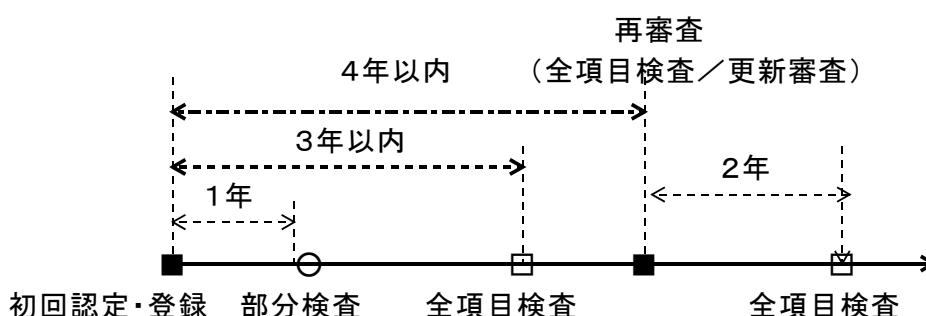 再審査
4年以内
(全項目検査/更新審査)
3年以内
2年
1年
初回認定・登録
部分検査
全項目検査
全項目検査